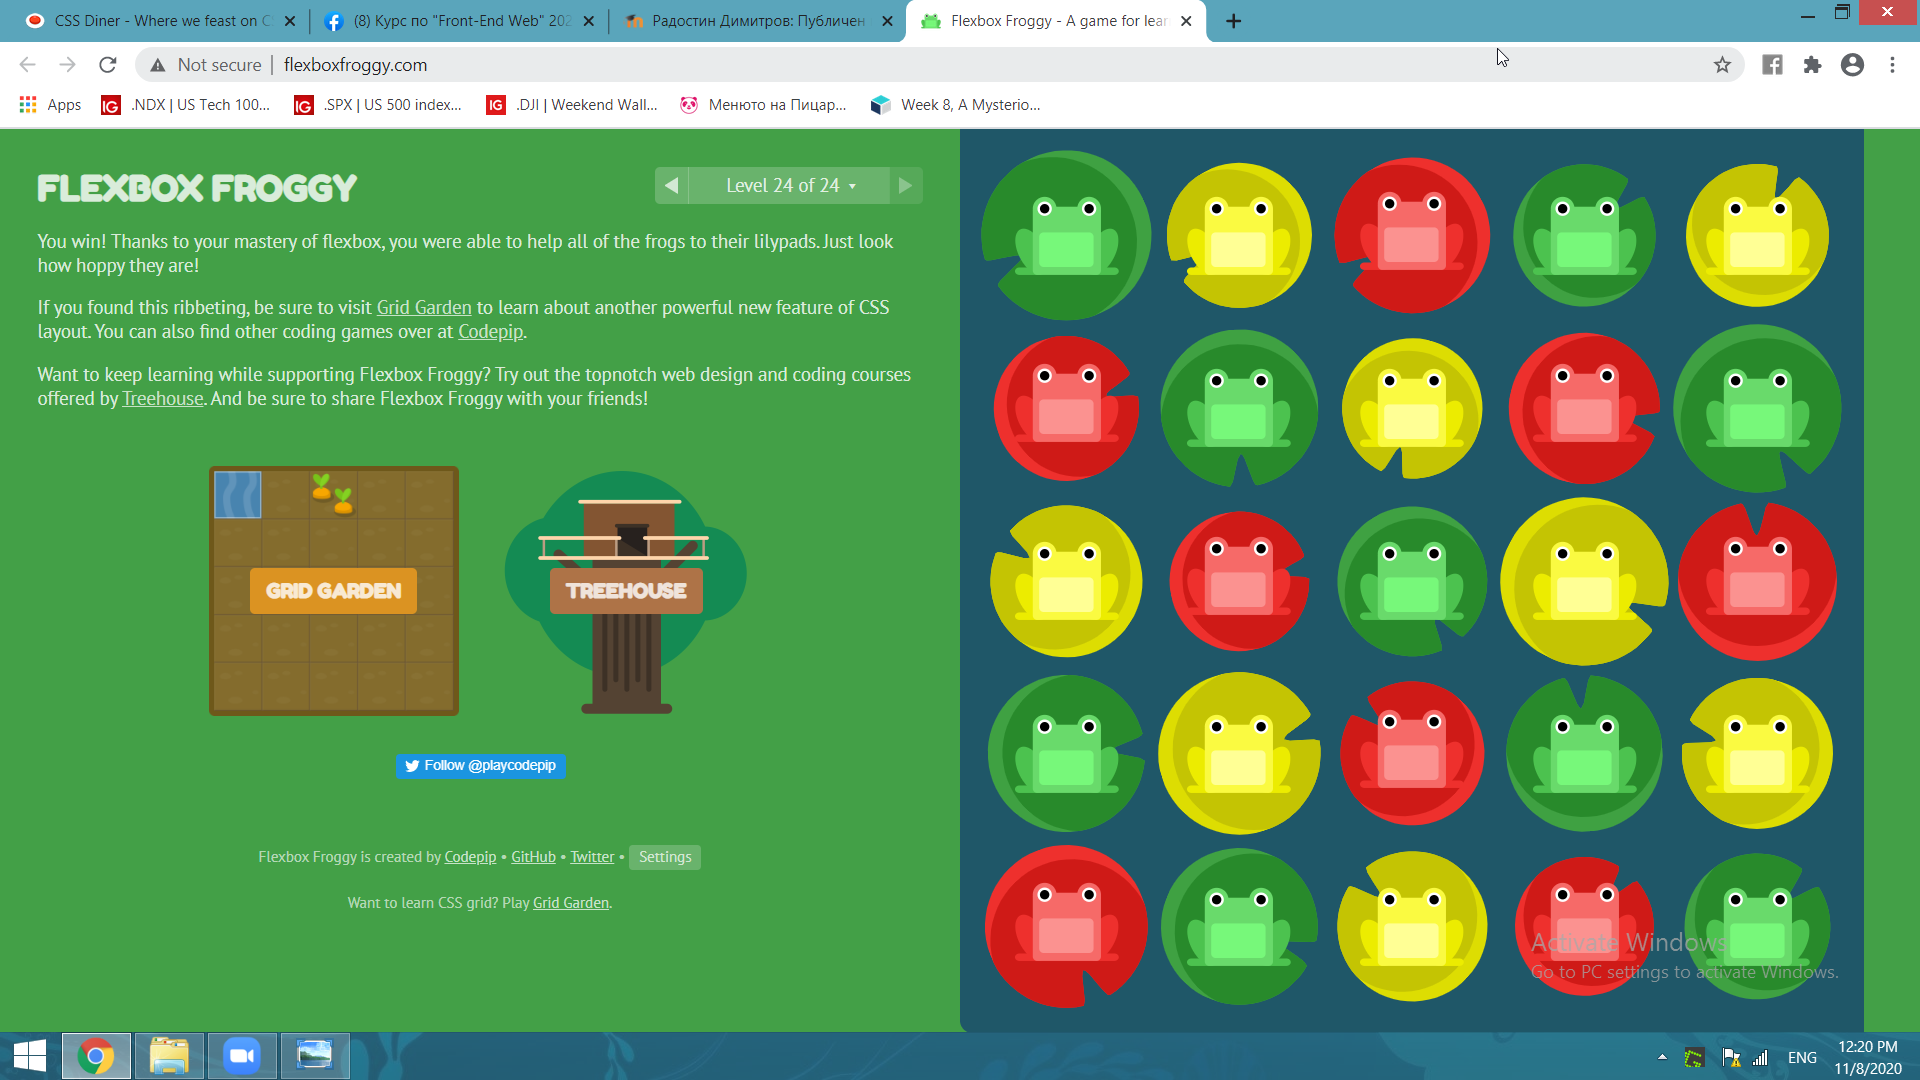 CSS Diner - Where we feast on CS
(8) Курс по "Front-End Web" 202
Радостин Димитров: Публичен
Flexbox Froggy - A game for lear
Not secure
flexboxfroggy.com
Apps
.NDX | US Tech 100...
.SPX | US 500 index...
.DJI | Weekend Wall...
Менюто на Пицар...
Week 8, A Mysterio...
FLEXBOX FROGGY
Level 24 of 24
You win! Thanks to your mastery of flexbox, you were able to help all of the frogs to their lilypads. Just look
how hoppy they are!
If you found this ribbeting, be sure to visit Grid Garden to learn about another powerful new feature of CSS
layout. You can also find other coding games over at Codepip.
Want to keep learning while supporting Flexbox Froggy? Try out the topnotch web design and coding courses
offered by Treehouse. And be sure to share Flexbox Froggy with your friends!
GRID GARDEN
TREEHOUSE
Follow @playcodepip
Flexbox Froggy is created by Codepip • GitHub • Twitter • Settings
Want to learn CSS grid? Play Grid Garden.
Activate Windows
Go to PC settings to activate Windows.
ENG
12:20 PM
11/8/2020